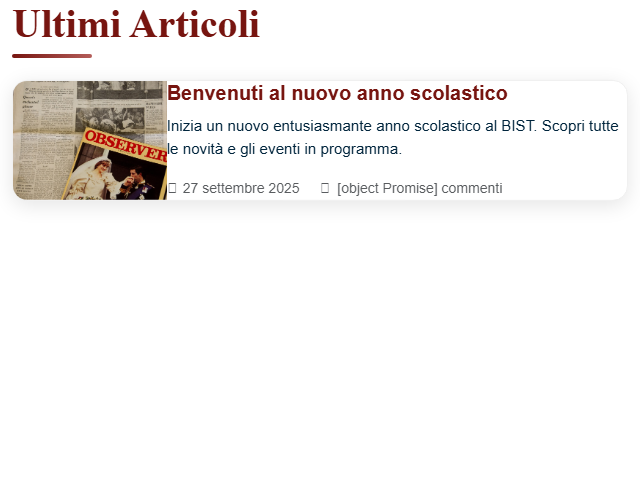 Ultimi Articoli
OBSERVER
Benvenuti al nuovo anno scolastico
Inizia un nuovo entusiasmante anno scolastico al BIST. Scopri tutte
le novità e gli eventi in programma.
27 settembre 2025 [object Promise] commenti